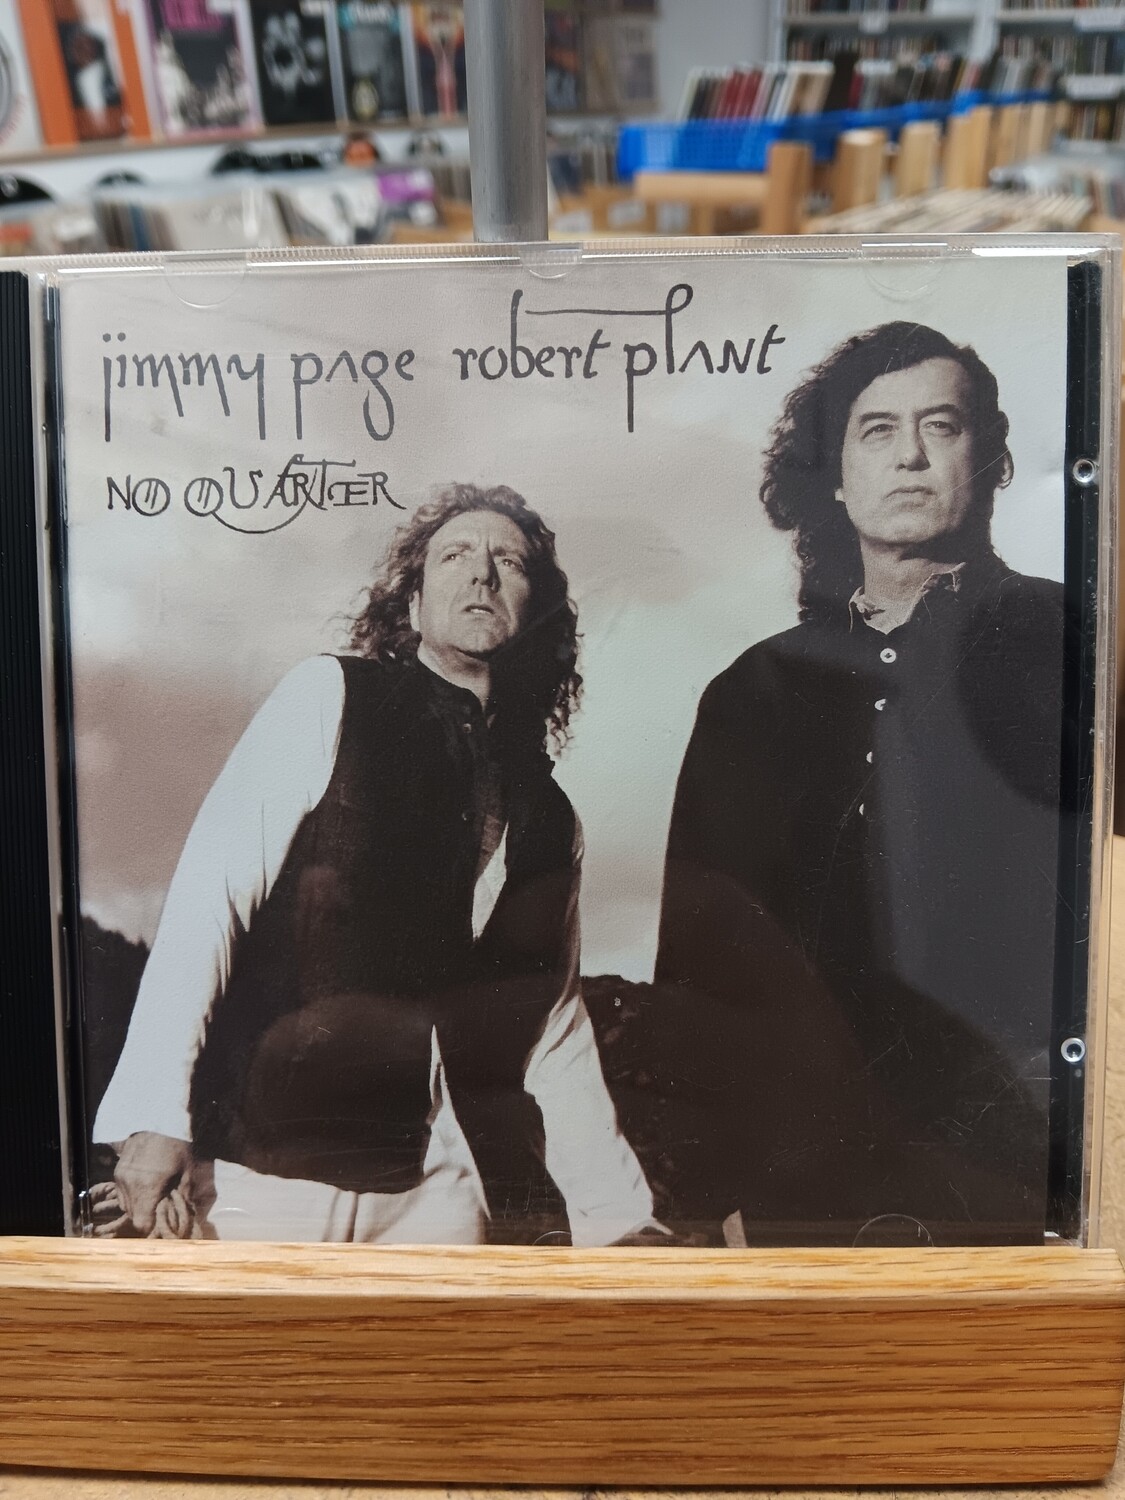 jimmy page robert plant
NO QUARTER